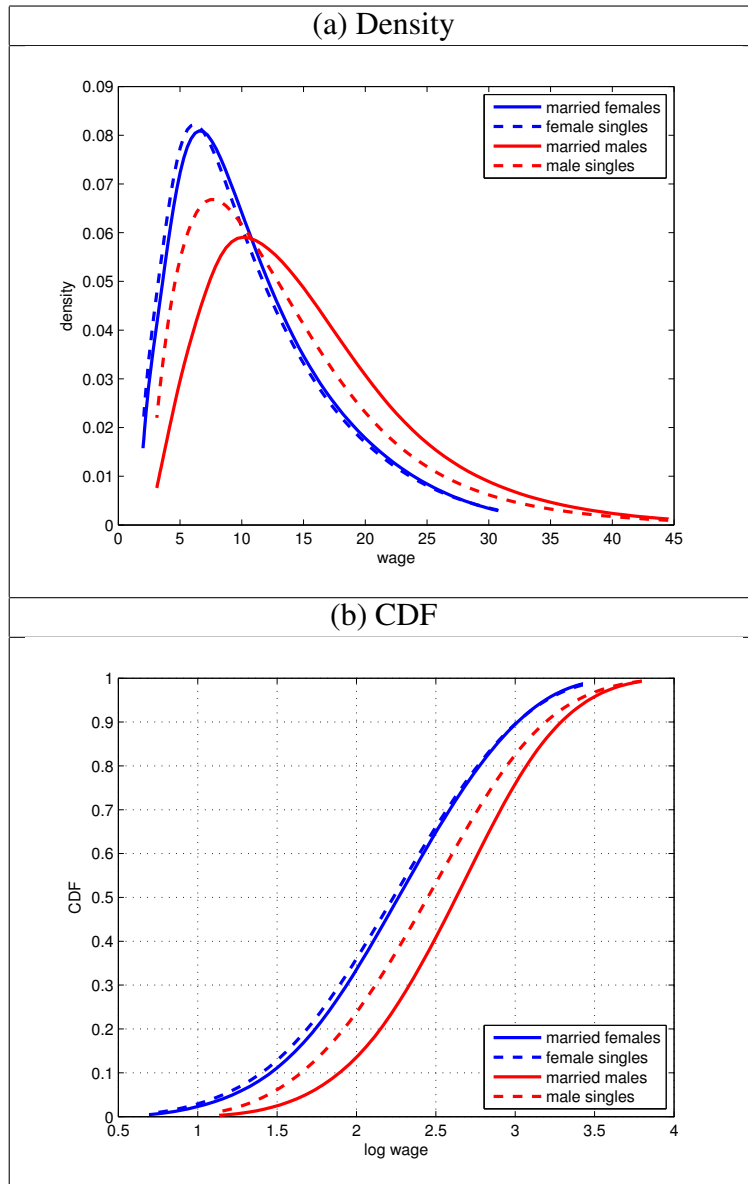 (a) Density
0.09
0.08
0.07
0.06
0.05
0.04
0.03
0.02
0.01
0
density
0 5 10 15 20 25 30 35 40 45
wage
married females
female singles
married males
male singles
(b) CDF
1
0.9
0.8
0.7
0.6
0.5
0.4
0.3
0.2
0.1
0
CDF
0.5 1 1.5 2 2.5 3 3.5 4
log wage
married females
female singles
married males
male singles